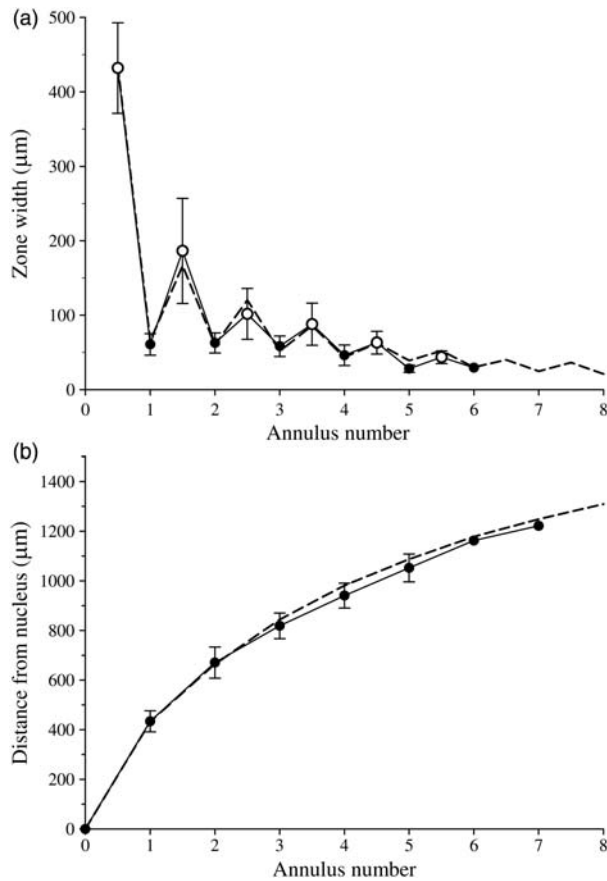 (a)
500
400
300
200
100
0
Zone width (μm)
0 1 2 3 4 5 6 7 8
Annulus number
(b)
1400
1200
1000
800
600
400
200
0
Distance from nucleus (μm)
0 1 2 3 4 5 6 7 8
Annulus number